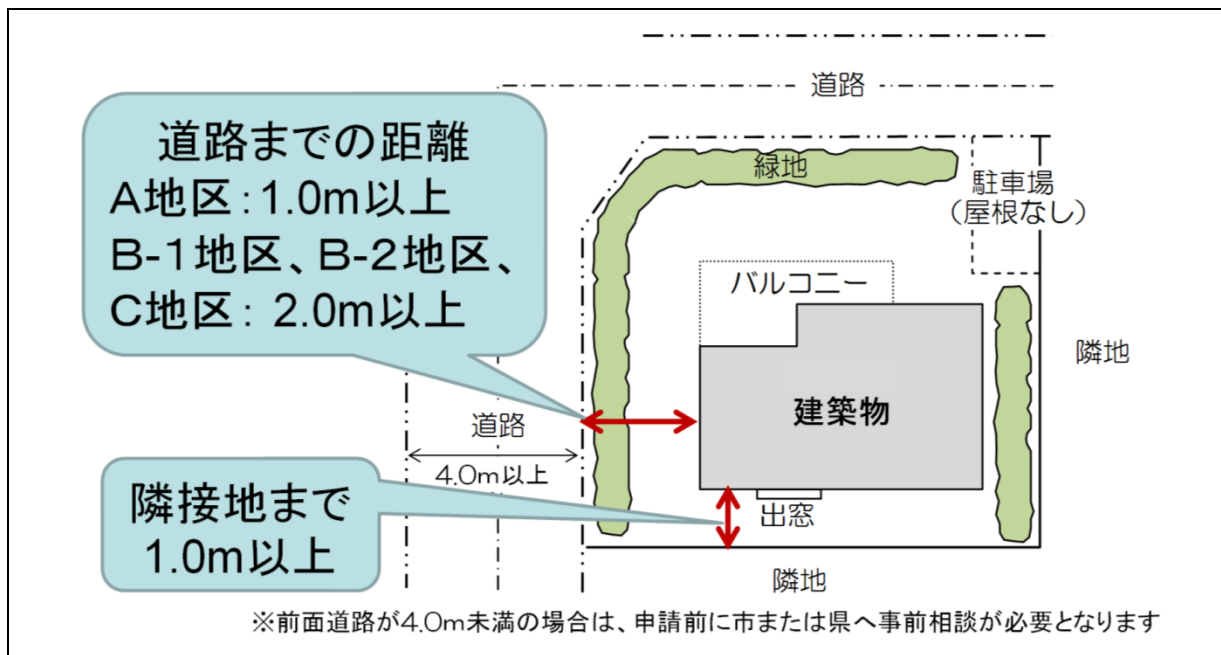 道路
道路までの距離
A地区：1.0m以上
B-1地区、B-2地区、
C地区： 2.0m以上
緑地
駐車場
（屋根なし）
バルコニー
隣地
建築物
道路
4.0m以上
隣接地まで
1.0m以上
出窓
隣地
※前面道路が4.0m未満の場合は、申請前に市または県へ事前相談が必要となります